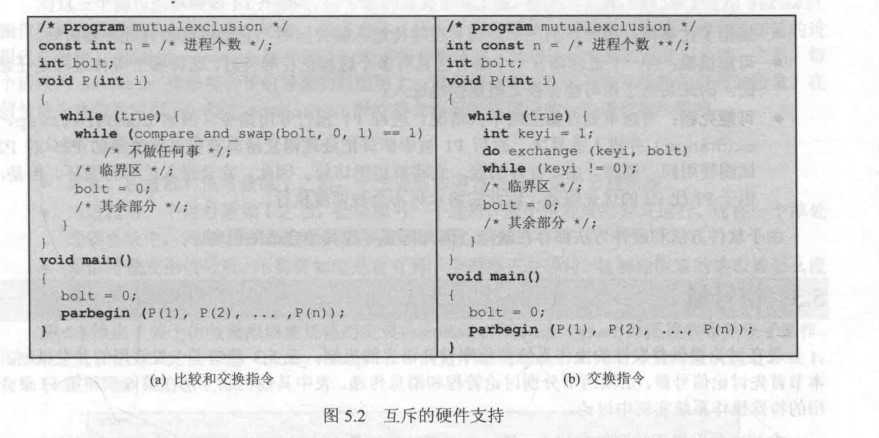 /* program mutualexclusion */
const int n = /* 进程个数 */;
int bolt;
void P(int i)
{
while (true) {
while (compare_and_swap(bolt, 0, 1) == 1)
/* 不做任何事 */;
/* 临界区 */;
bolt = 0;
/* 其余部分 */;
}
}
void main()
{
bolt = 0;
parbegin (P(1), P(2), ... ,P(n));
}
(a) 比较和交换指令
/* program mutualexclusion */
int const n = /* 进程个数 **/;
int bolt;
void P(int i)
{
while (true) {
int keyi = 1;
do exchange (keyi, bolt)
while (keyi != 0);
/* 临界区 */;
bolt = 0;
/* 其余部分 */;
}
}
void main()
{
bolt = 0;
parbegin (P(1), P(2), ..., P(n));
}
(b) 交换指令
图 5.2 互斥的硬件支持